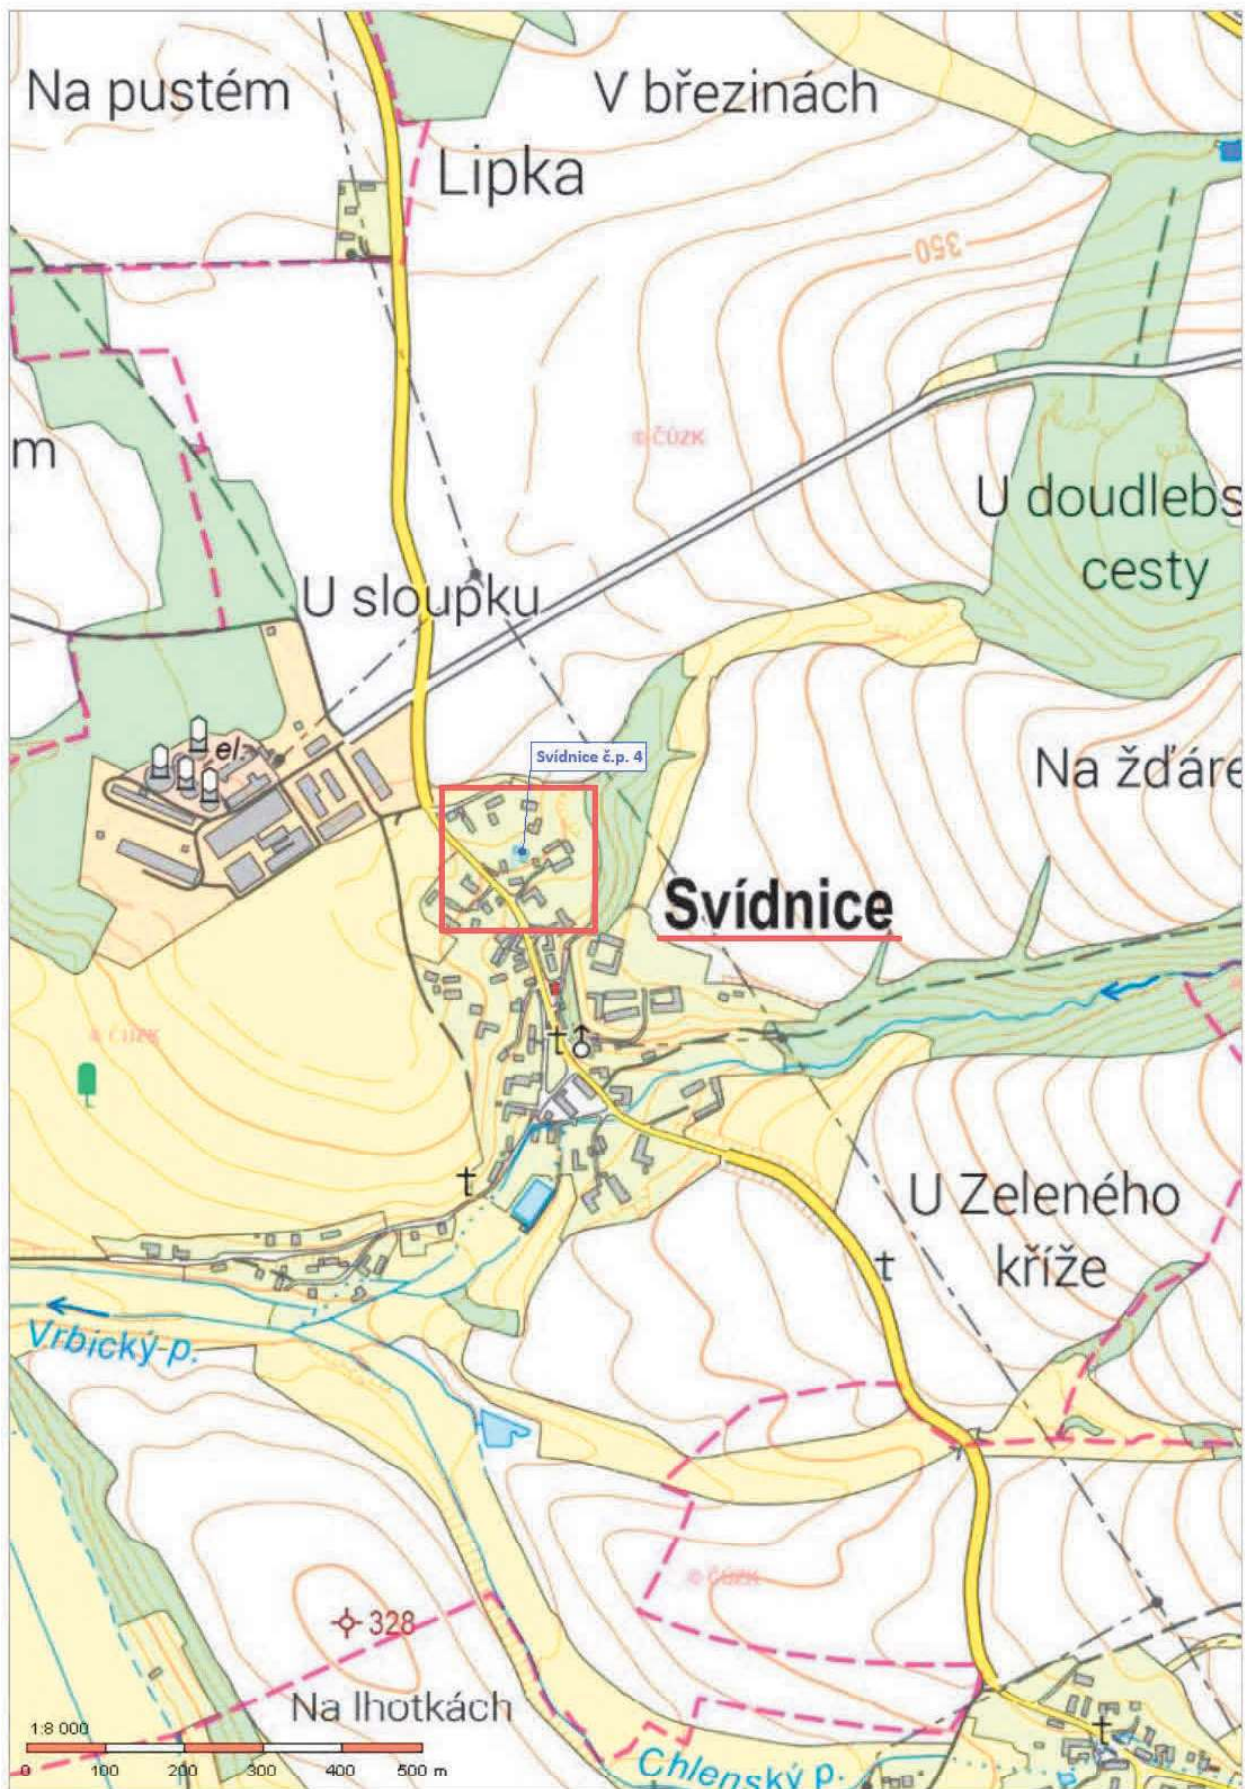 Na pustém
V březinách
Lipka
350
© ČÚZK
m
U doudlebs
cesty
U sloupku
el.
Svídnice č.p. 4
Na žďáre
Svídnice
© ČÚZK
U Zeleného
kříže
Vrbický p.
© ČÚZK
328
Na lhotkách
1:8 000
0 100 200 300 400 500 m
Chlenský p.